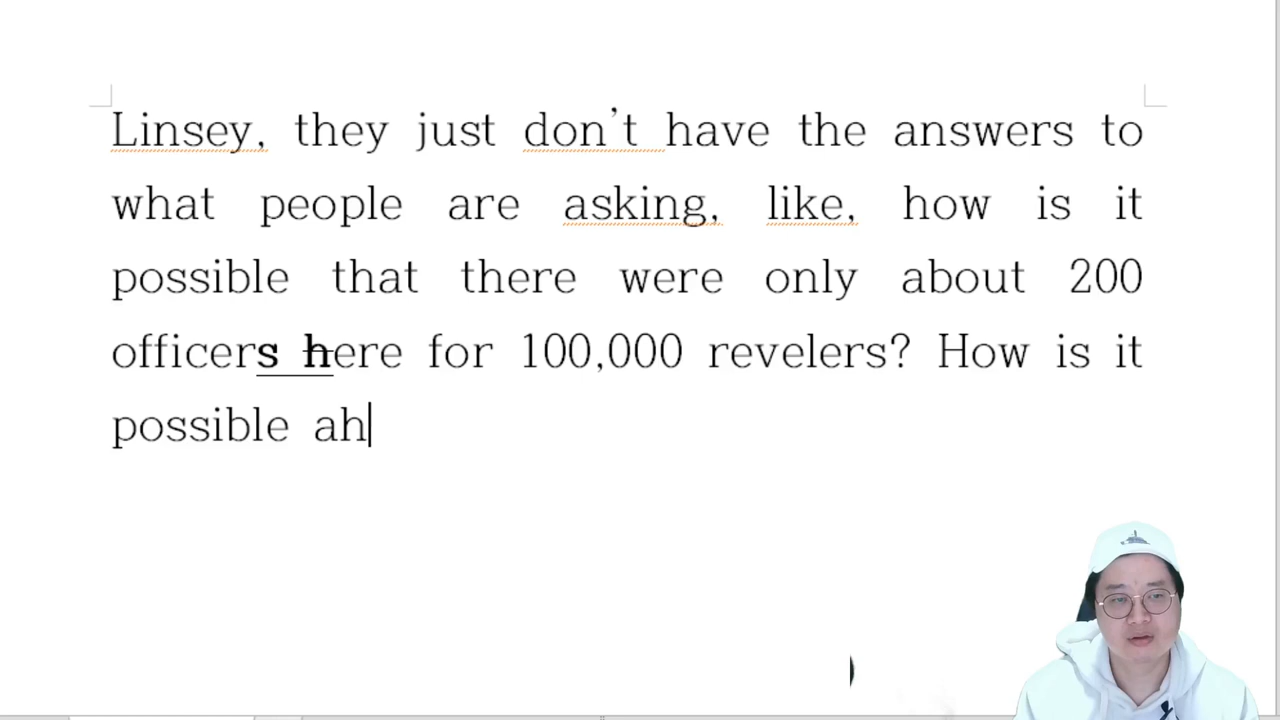 Linsey, they just don't have the answers to
what people are asking, like, how is it
possible that there were only about 200
officers here for 100,000 revelers? How is it
possible ah